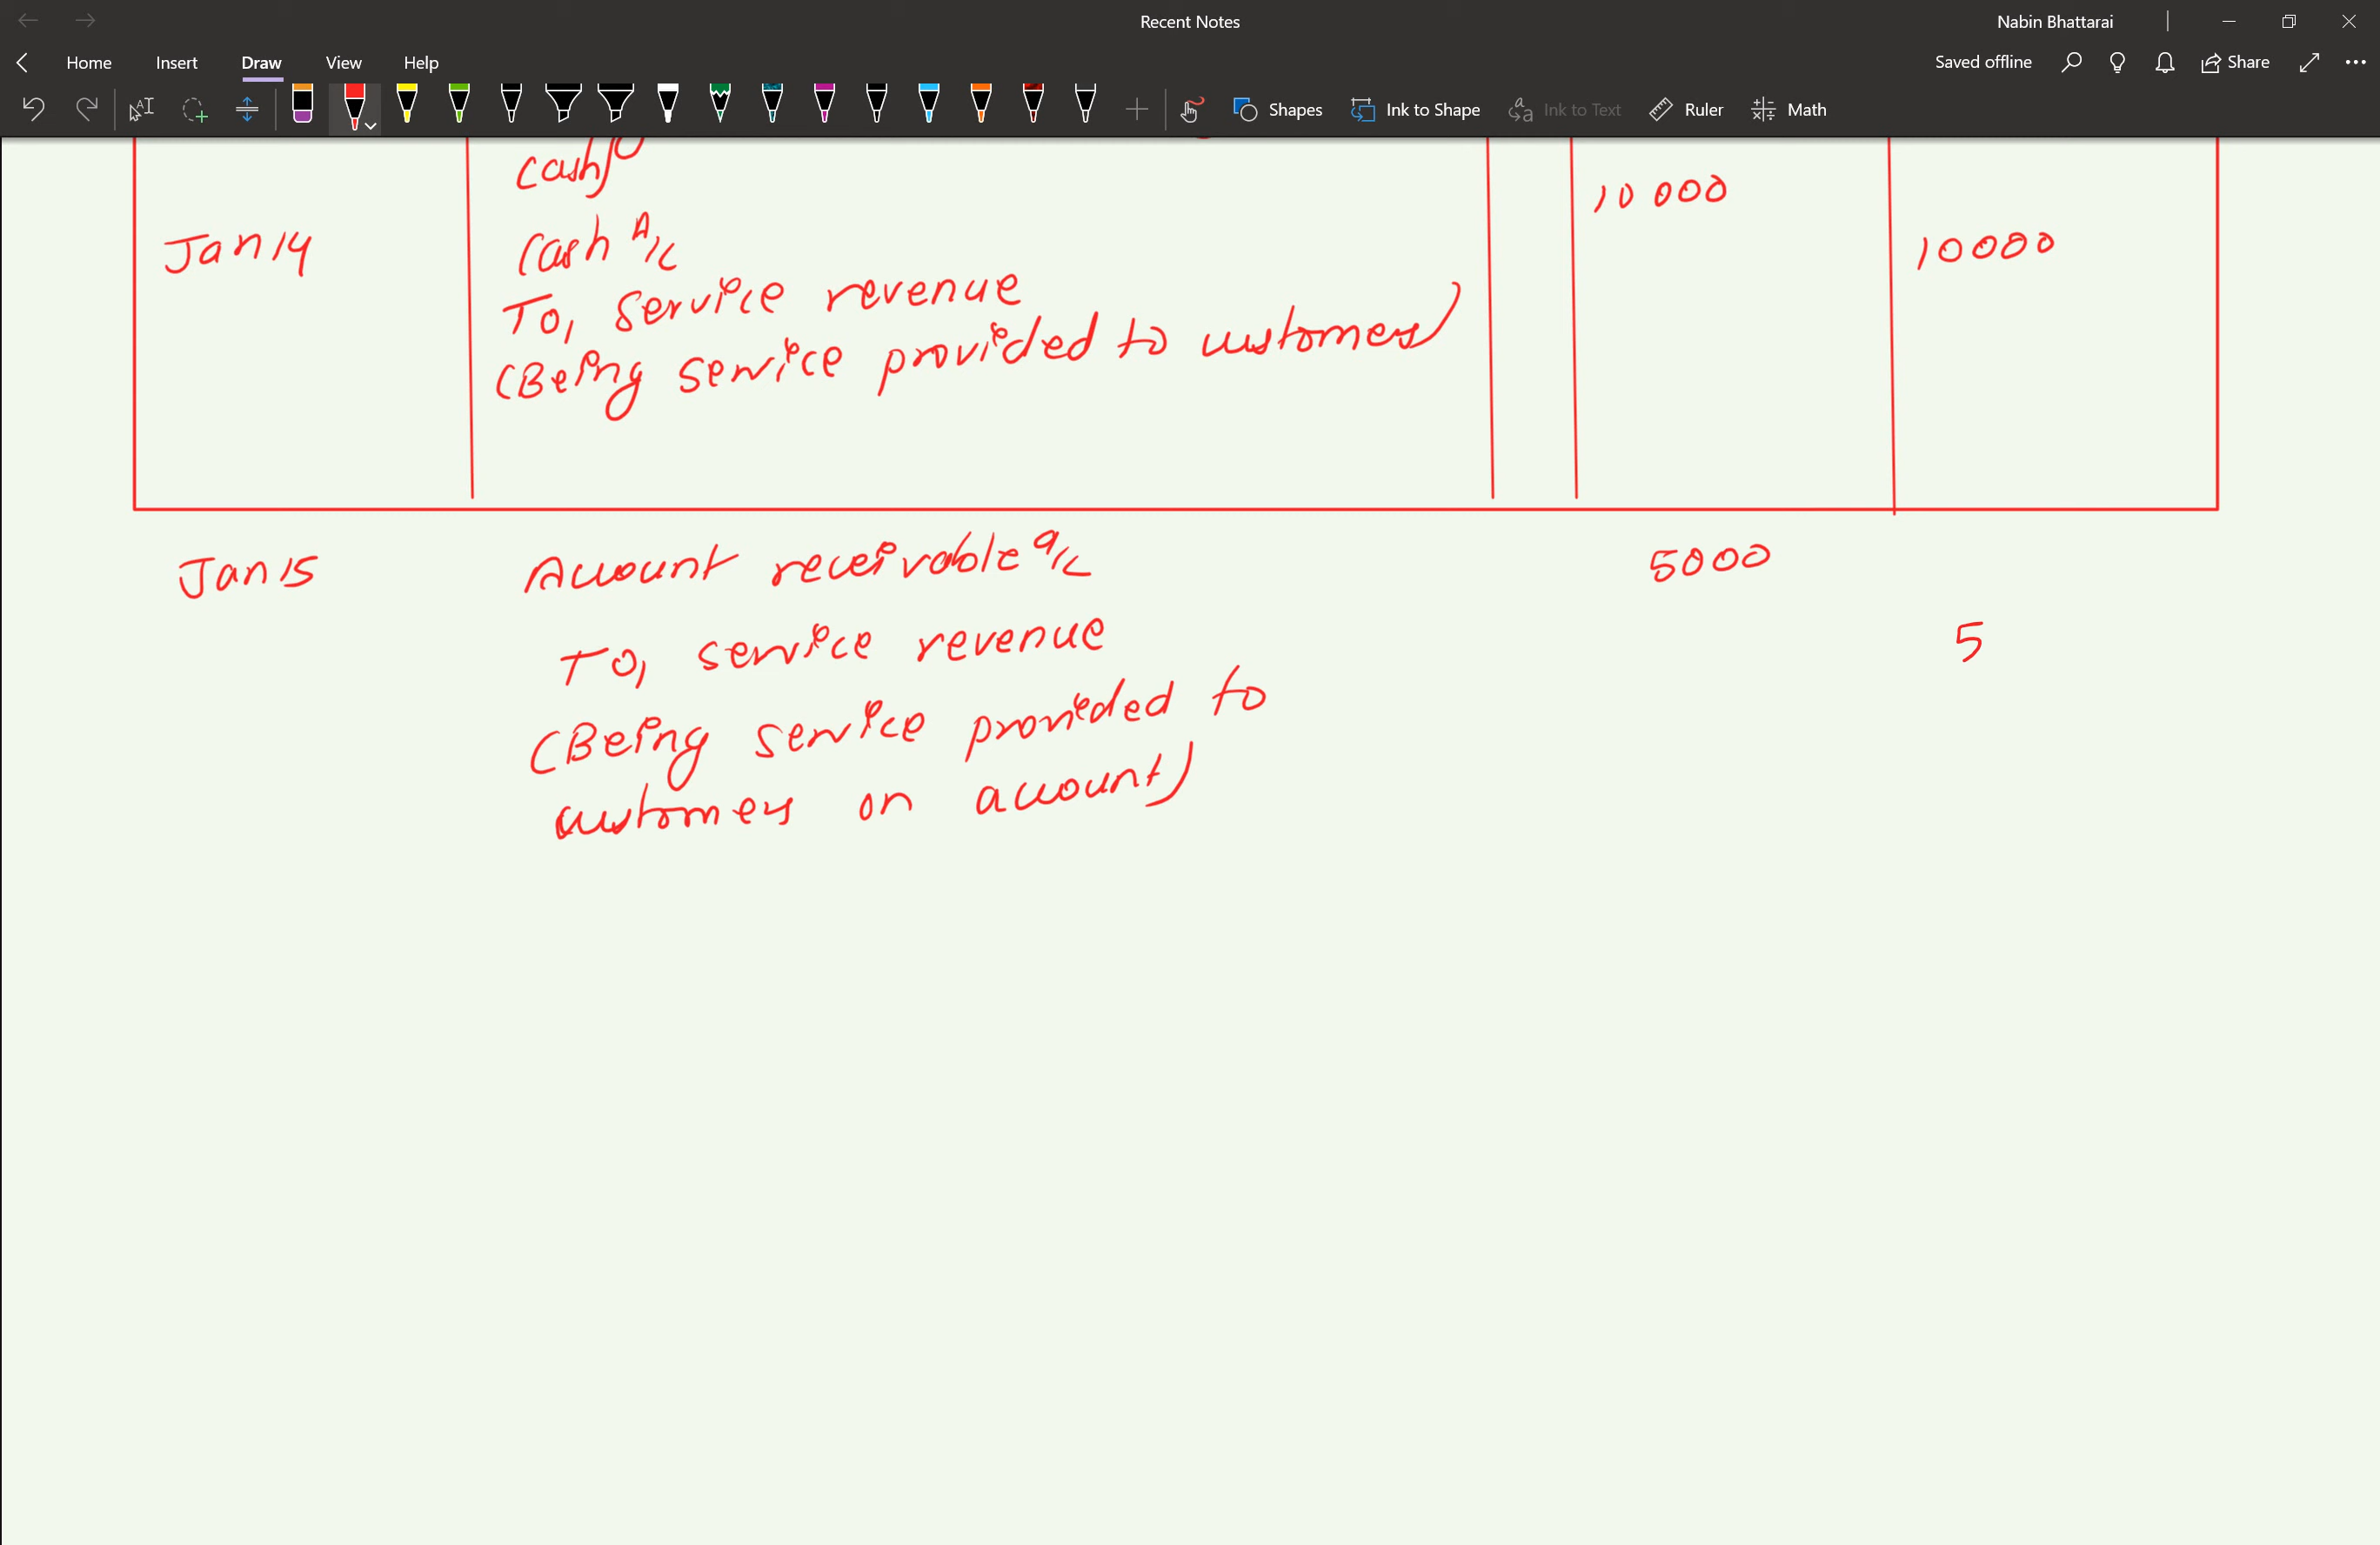 Recent Notes
Nabin Bhattarai
Home Insert Draw View Help
Saved offline
Share
Shapes
Ink to Shape
Ink to Text
Ruler
Math
cash)
10 000
Jan 14 Cash A/c
10000
To, service revenue
(Being service provided to customers)
Jan 15 Account receivable a/c 5000
To, service revenue 5
(Being service provided to
customers on account)